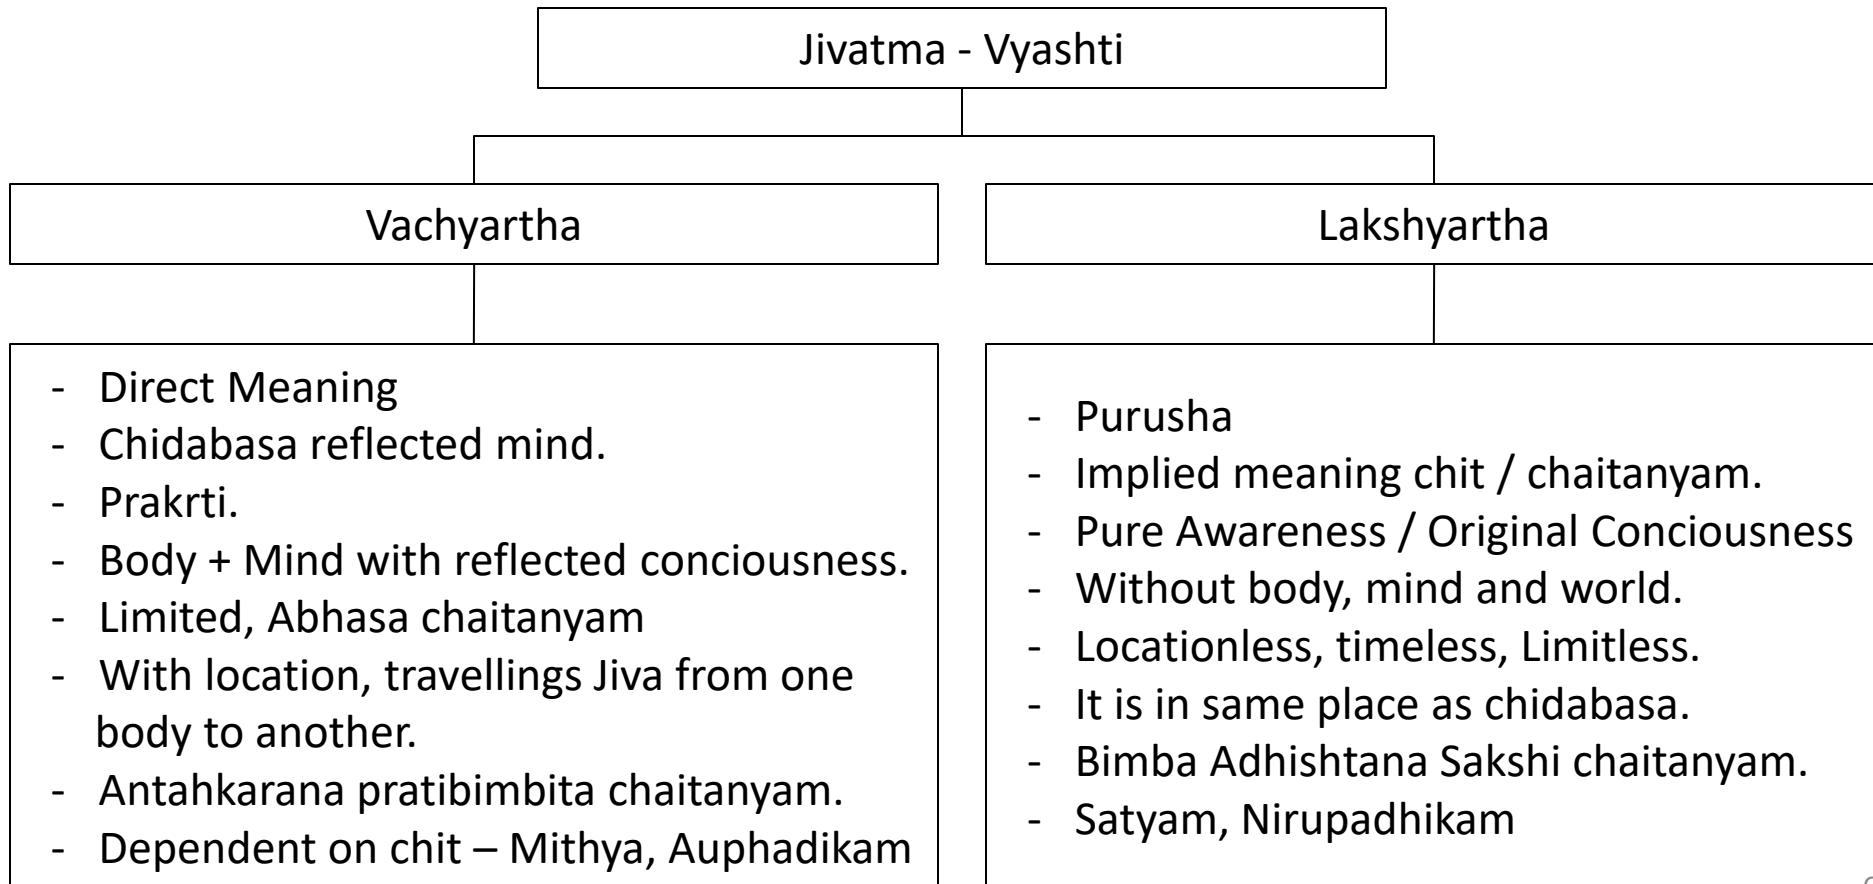 Jivatma - Vyashti
Vachyartha
Lakshyartha
- Direct Meaning
- Chidabasa reflected mind.
- Prakrti.
- Body + Mind with reflected conciousness.
- Limited, Abhasa chaitanyam
- With location, travellings Jiva from one
body to another.
- Antahkarana pratibimbita chaitanyam.
- Dependent on chit – Mithya, Auphadikam
- Purusha
- Implied meaning chit / chaitanyam.
- Pure Awareness / Original Conciousness
- Without body, mind and world.
- Locationless, timeless, Limitless.
- It is in same place as chidabasa.
- Bimba Adhishtana Sakshi chaitanyam.
- Satyam, Nirupadhikam